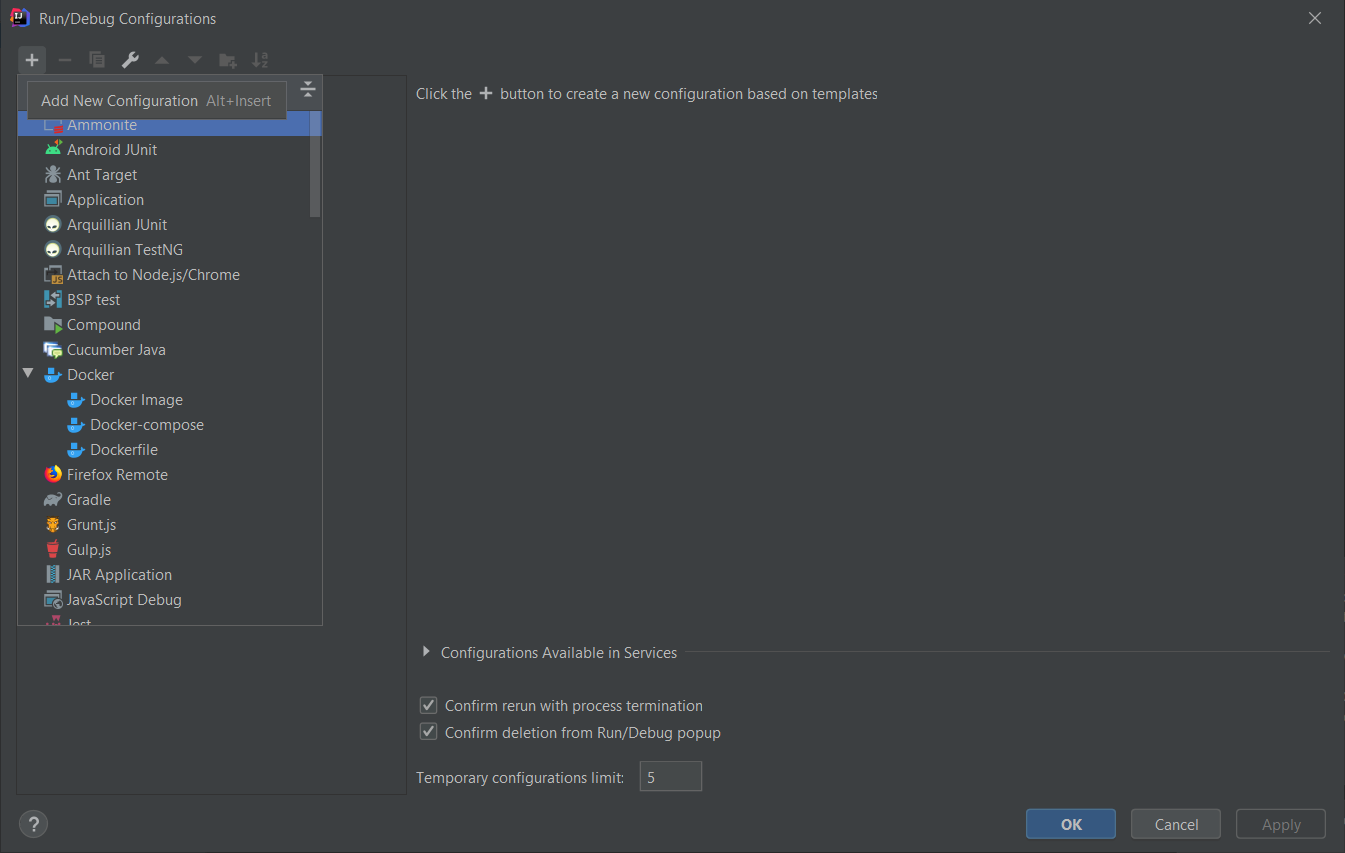 Run/Debug Configurations
Add New Configuration Alt+Insert
Click the + button to create a new configuration based on templates
Ammonite
Android JUnit
Ant Target
Application
Arquillian JUnit
Arquillian TestNG
Attach to Node.js/Chrome
BSP test
Compound
Cucumber Java
Docker
Docker Image
Docker-compose
Dockerfile
Firefox Remote
Gradle
Grunt.js
Gulp.js
JAR Application
JavaScript Debug
Jest
Configurations Available in Services
Confirm rerun with process termination
Confirm deletion from Run/Debug popup
Temporary configurations limit: 5
?
OK Cancel Apply